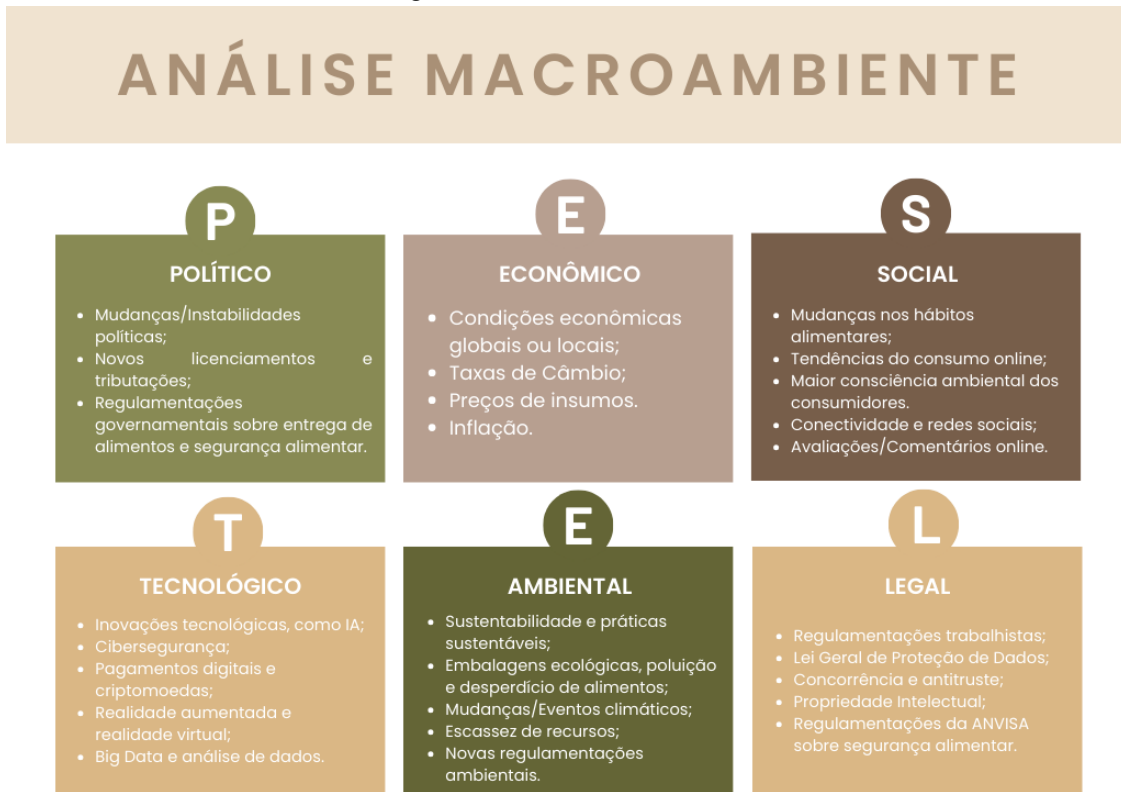 ANÁLISE MACROAMBIENTE
P
POLÍTICO
• Mudanças/Instabilidades
políticas;
• Novos licenciamentos e
tributações;
• Regulamentações
governamentais sobre entrega de
alimentos e segurança alimentar.
E
ECONÔMICO
• Condições econômicas
globais ou locais;
• Taxas de Câmbio;
• Preços de insumos.
• Inflação.
S
SOCIAL
• Mudanças nos hábitos
alimentares;
• Tendências do consumo online;
• Maior consciência ambiental dos
consumidores.
• Conectividade e redes sociais;
• Avaliações/Comentários online.
T
TECNOLÓGICO
• Inovações tecnológicas, como IA;
• Cibersegurança;
• Pagamentos digitais e
criptomoedas;
• Realidade aumentada e
realidade virtual;
• Big Data e análise de dados.
E
AMBIENTAL
• Sustentabilidade e práticas
sustentáveis;
• Embalagens ecológicas, poluição
e desperdício de alimentos;
• Mudanças/Eventos climáticos;
• Escassez de recursos;
• Novas regulamentações
ambientais.
L
LEGAL
• Regulamentações trabalhistas;
• Lei Geral de Proteção de Dados;
• Concorrência e antitruste;
• Propriedade Intelectual;
• Regulamentações da ANVISA
sobre segurança alimentar.